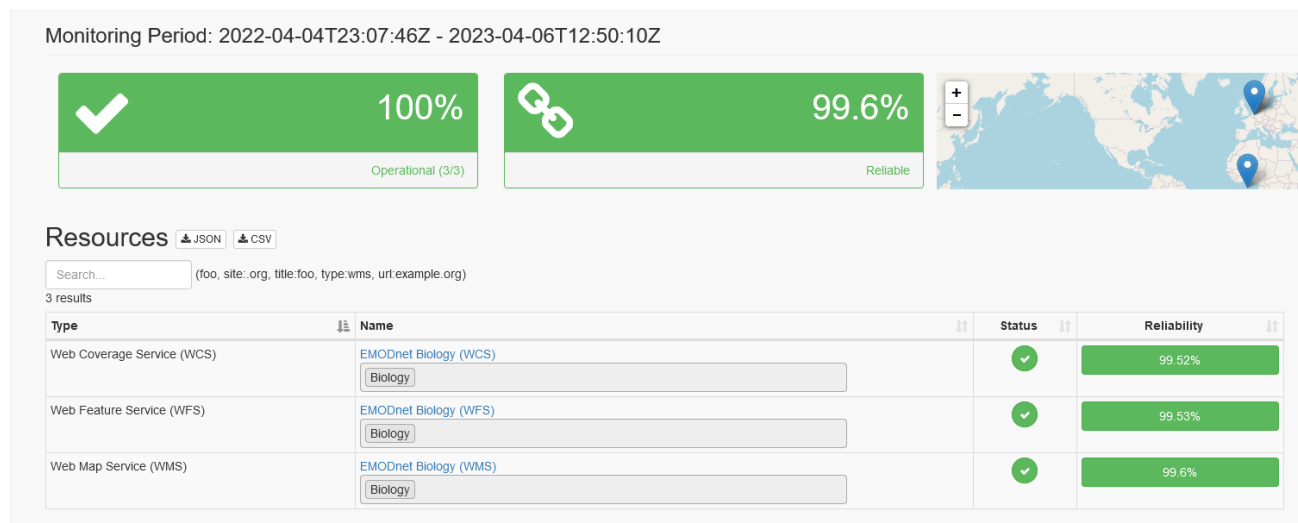 Monitoring Period: 2022-04-04T23:07:46Z - 2023-04-06T12:50:10Z
100%
Operational (3/3)
99.6%
Reliable
+
-
Resources JSON CSV
Search... (foo, site:.org, title:foo, type:wms, url:example.org)
3 results
Type Name Status Reliability
Web Coverage Service (WCS) EMODnet Biology (WCS) 99.52%
Biology
Web Feature Service (WFS) EMODnet Biology (WFS) 99.53%
Biology
Web Map Service (WMS) EMODnet Biology (WMS) 99.6%
Biology